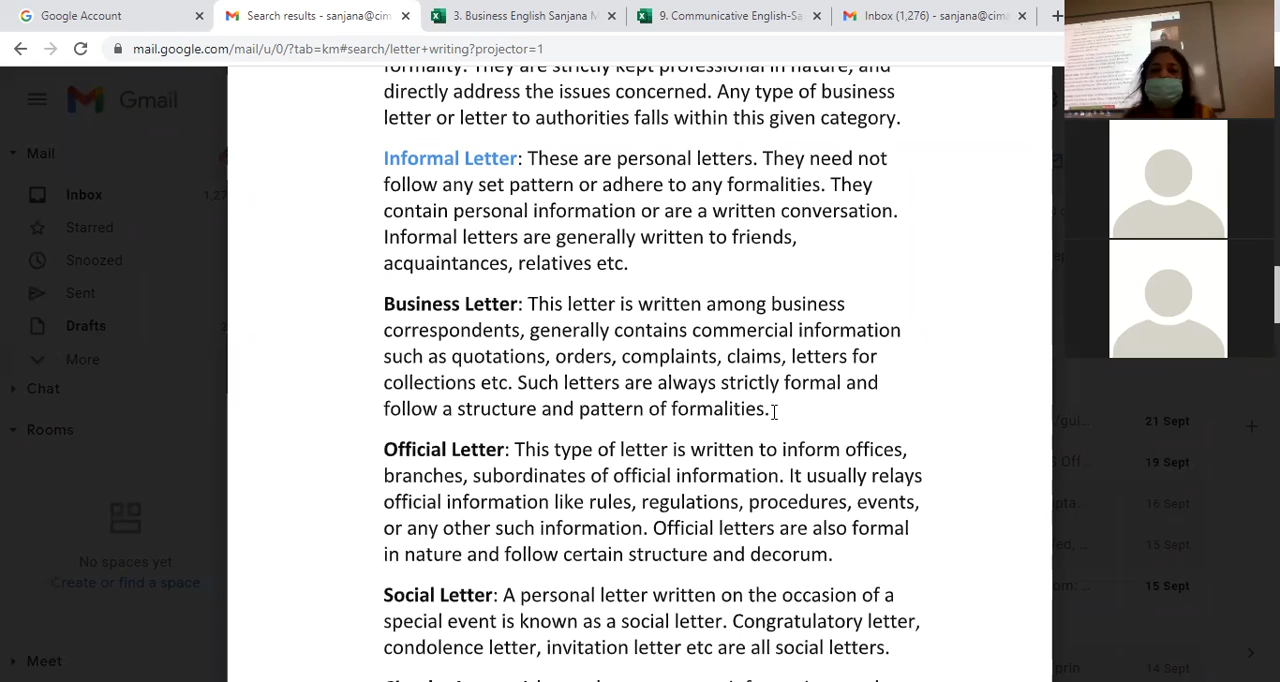 Google Account
Search results - sanjana@cim
3. Business English Sanjana M
9. Communicative English-Sa
Inbox (1,276) - sanjana@cima
mail.google.com/mail/u/0/?tab=km#search/letter+writing?projector=1
Gmail
Mail
Inbox
1,27
Starred
Snoozed
Sent
Drafts
2
More
Chat
Rooms
No spaces yet
Create or find a space
Meet
directly address the ones concerned. Any type of business
letter or letter to authorities falls within this given category.
Informal Letter: These are personal letters. They need not
follow any set pattern or adhere to any formalities. They
contain personal information or are a written conversation.
Informal letters are generally written to friends,
acquaintances, relatives etc.
Business Letter: This letter is written among business
correspondents, generally contains commercial information
such as quotations, orders, complaints, claims, letters for
collections etc. Such letters are always strictly formal and
follow a structure and pattern of formalities.
Official Letter: This type of letter is written to inform offices,
branches, subordinates of official information. It usually relays
official information like rules, regulations, procedures, events,
or any other such information. Official letters are also formal
in nature and follow certain structure and decorum.
Social Letter: A personal letter written on the occasion of a
special event is known as a social letter. Congratulatory letter,
condolence letter, invitation letter etc are all social letters.
/gui...
21 Sept
Off...
19 Sept
pta...
16 Sept
ed, ...
15 Sept
om: ...
15 Sept
prin
14 Sept